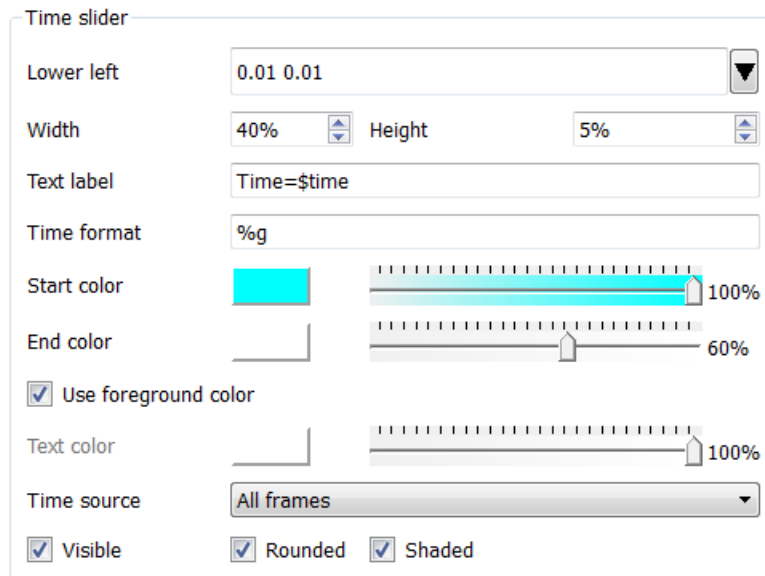 Time slider
Lower left 0.01 0.01
Width 40% Height 5%
Text label Time=$time
Time format %g
Start color 100%
End color 60%
Use foreground color
Text color 100%
Time source All frames
Visible Rounded Shaded